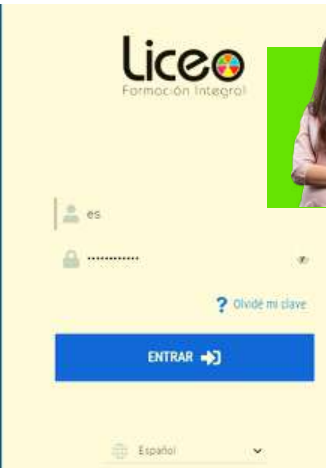 Liceo
Formación Integral
es
••••••••••••
? Olvidé mi clave
ENTRAR
Español